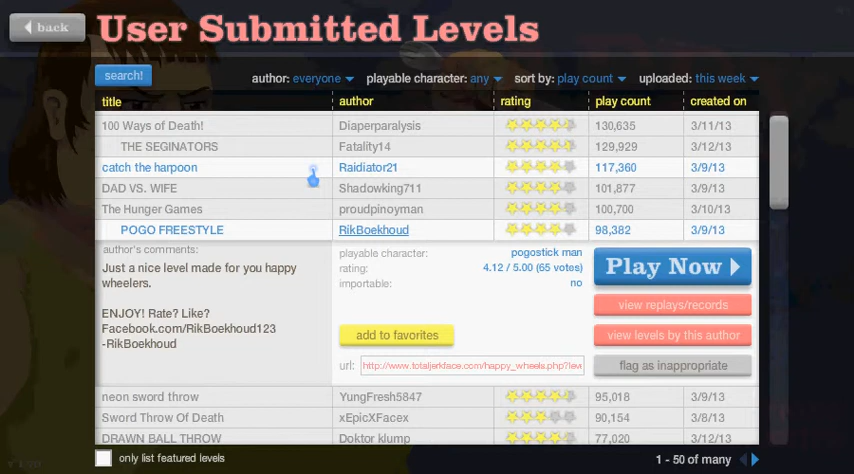 back
User Submitted Levels
search!
author: everyone playable character: any sort by: play count uploaded: this week
title author rating play count created on
100 Ways of Death! Diaperparalysis 130,635 3/11/13
THE SEGINATORS Fatality14 129,929 3/12/13
catch the harpoon Raidiator21 117,360 3/9/13
DAD VS. WIFE Shadowking711 101,877 3/9/13
The Hunger Games proudpinoyman 100,700 3/10/13
POGO FREESTYLE RikBoekhoud 98,382 3/9/13
author's comments:
Just a nice level made for you happy
wheelers.
ENJOY! Rate? Like?
Facebook.com/RikBoekhoud123
-RikBoekhoud
playable character: pogostick man
rating: 4.12 / 5.00 (65 votes)
importable: no
add to favorites
url: http://www.totaljerkface.com/happy_wheels.php?leve
Play Now
view replays/records
view levels by this author
flag as inappropriate
neon sword throw YungFresh5847 95,018 3/9/13
Sword Throw Of Death xEpicXFacex 90,154 3/8/13
DRAWN BALL THROW Doktor klump 77,020 3/12/13
only list featured levels 1 - 50 of many